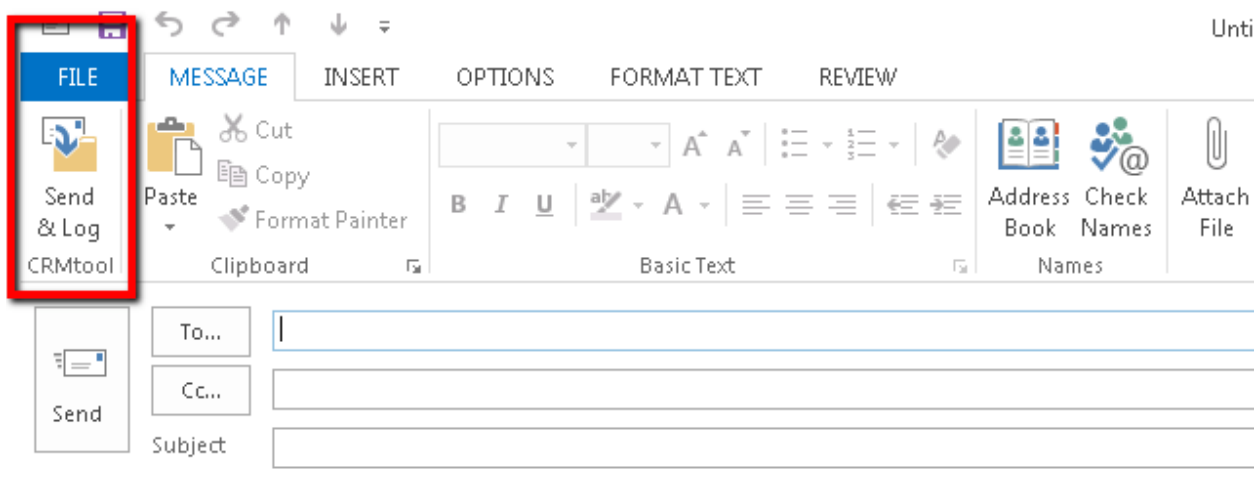 Unti
FILE MESSAGE INSERT OPTIONS FORMAT TEXT REVIEW
Send
& Log
CRMtool
Paste
Cut
Copy
Format Painter
Clipboard
B I U
Basic Text
Address
Book
Check
Names
Names
Attach
File
Send
To...
Cc...
Subject